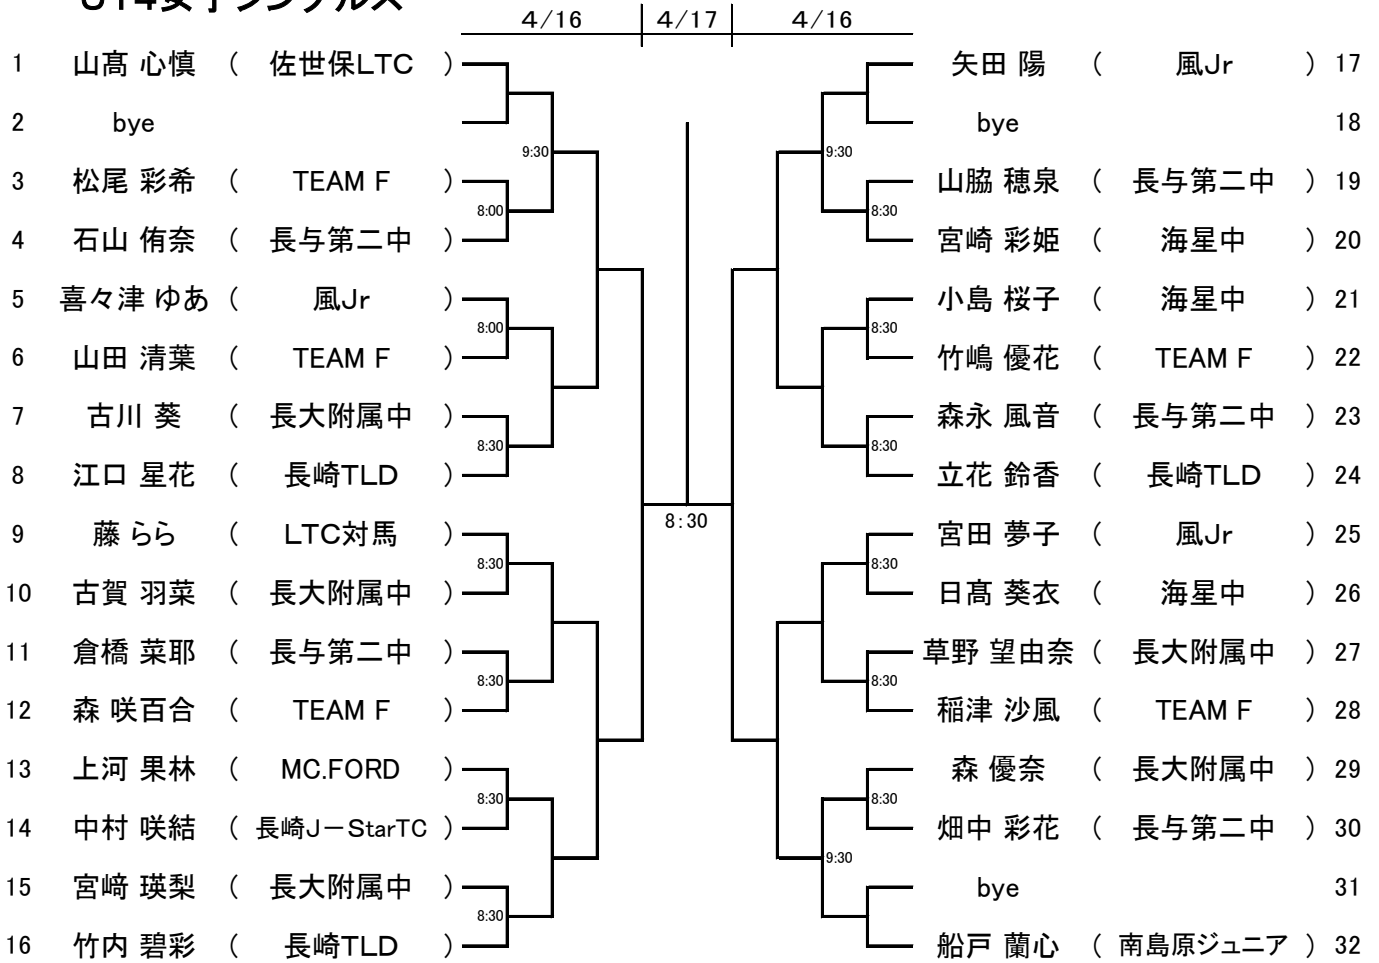 U14女子シングルス
4/16 4/17 4/16
1 山髙 心慎 ( 佐世保LTC ) 矢田 陽 ( 風Jr ) 17
2 bye bye 18
9:30 9:30
3 松尾 彩希 ( TEAM F ) 山脇 穂泉 ( 長与第二中 ) 19
8:00 8:30
4 石山 侑奈 ( 長与第二中 ) 宮崎 彩姫 ( 海星中 ) 20
5 喜々津 ゆあ ( 風Jr ) 小島 桜子 ( 海星中 ) 21
8:00 8:30
6 山田 清葉 ( TEAM F ) 竹嶋 優花 ( TEAM F ) 22
7 古川 葵 ( 長大附属中 ) 森永 風音 ( 長与第二中 ) 23
8:30 8:30
8 江口 星花 ( 長崎TLD ) 立花 鈴香 ( 長崎TLD ) 24
8:30
9 藤 らら ( LTC対馬 ) 宮田 夢子 ( 風Jr ) 25
8:30 8:30
10 古賀 羽菜 ( 長大附属中 ) 日髙 葵衣 ( 海星中 ) 26
11 倉橋 菜耶 ( 長与第二中 ) 草野 望由奈 ( 長大附属中 ) 27
8:30 8:30
12 森 咲百合 ( TEAM F ) 稲津 沙風 ( TEAM F ) 28
13 上河 果林 ( MC.FORD ) 森 優奈 ( 長大附属中 ) 29
8:30 8:30
14 中村 咲結 ( 長崎J－StarTC ) 畑中 彩花 ( 長与第二中 ) 30
9:30
15 宮﨑 瑛梨 ( 長大附属中 ) bye 31
8:30
16 竹内 碧彩 ( 長崎TLD ) 船戸 蘭心 ( 南島原ジュニア ) 32